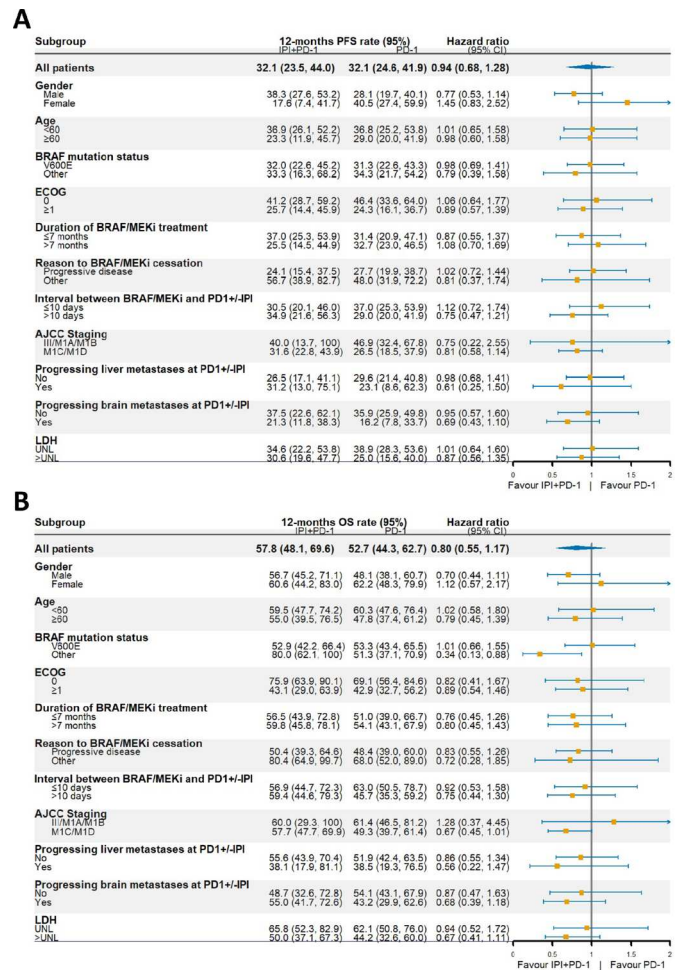 A
Subgroup 12-months PFS rate (95%) Hazard ratio
IPI+PD-1 PD-1 (95% CI)
All patients 32.1 (23.5, 44.0) 32.1 (24.6, 41.9) 0.94 (0.68, 1.28)
Gender
Male 38.3 (27.6, 53.2) 28.1 (19.7, 40.1) 0.77 (0.53, 1.14)
Female 17.6 (7.4, 41.7) 40.5 (27.4, 59.9) 1.45 (0.83, 2.52)
Age
<60 36.9 (26.1, 52.2) 36.8 (25.2, 53.8) 1.01 (0.65, 1.58)
≥60 23.3 (11.9, 45.7) 29.0 (20.0, 41.9) 0.98 (0.60, 1.58)
BRAF mutation status
V600E 32.0 (22.6, 45.2) 31.3 (22.6, 43.3) 0.98 (0.69, 1.41)
Other 33.3 (16.3, 68.2) 34.3 (21.7, 54.2) 0.79 (0.39, 1.58)
ECOG
0 41.2 (28.7, 59.2) 46.4 (33.6, 64.0) 1.06 (0.64, 1.77)
≥1 25.7 (14.4, 45.9) 24.3 (16.1, 36.7) 0.89 (0.57, 1.39)
Duration of BRAF/MEKi treatment
≤7 months 37.0 (25.3, 53.9) 31.4 (20.9, 47.1) 0.87 (0.55, 1.37)
>7 months 25.5 (14.5, 44.9) 32.7 (23.0, 46.5) 1.08 (0.70, 1.69)
Reason to BRAF/MEKi cessation
Progressive disease 24.1 (15.4, 37.5) 27.7 (19.9, 38.7) 1.02 (0.72, 1.44)
Other 56.7 (38.9, 82.7) 48.0 (31.9, 72.2) 0.81 (0.37, 1.74)
Interval between BRAF/MEKi and PD1+/-IPI
≤10 days 30.5 (20.1, 46.0) 37.0 (25.3, 53.9) 1.12 (0.72, 1.74)
>10 days 34.9 (21.6, 56.3) 29.0 (20.0, 41.9) 0.75 (0.47, 1.21)
AJCC Staging
III/M1A/M1B 40.0 (13.7, 100) 46.9 (32.4, 67.8) 0.75 (0.22, 2.55)
M1C/M1D 31.6 (22.8, 43.9) 26.5 (18.5, 37.9) 0.81 (0.58, 1.14)
Progressing liver metastases at PD1+/-IPI
No 26.5 (17.1, 41.1) 29.6 (21.4, 40.8) 0.98 (0.68, 1.41)
Yes 31.2 (13.0, 75.1) 23.1 (8.6, 62.3) 0.61 (0.25, 1.50)
Progressing brain metastases at PD1+/-IPI
No 37.5 (22.6, 62.1) 35.9 (25.9, 49.8) 0.95 (0.57, 1.60)
Yes 21.3 (11.8, 38.3) 16.2 (7.8, 33.7) 0.69 (0.43, 1.10)
LDH
UNL 34.6 (22.2, 53.8) 38.9 (28.3, 53.6) 1.01 (0.64, 1.60)
>UNL 30.6 (19.6, 47.7) 25.0 (15.6, 40.0) 0.87 (0.56, 1.35)
0 0.5 1 1.5 2
Favour IPI+PD-1 | Favour PD-1
B
Subgroup 12-months OS rate (95%) Hazard ratio
IPI+PD-1 PD-1 (95% CI)
All patients 57.8 (48.1, 69.6) 52.7 (44.3, 62.7) 0.80 (0.55, 1.17)
Gender
Male 56.7 (45.2, 71.1) 48.1 (38.1, 60.7) 0.70 (0.44, 1.11)
Female 60.6 (44.2, 83.0) 62.2 (48.3, 79.9) 1.12 (0.57, 2.17)
Age
<60 59.5 (47.7, 74.2) 60.3 (47.6, 76.4) 1.02 (0.58, 1.80)
≥60 55.0 (39.5, 76.5) 47.8 (37.4, 61.2) 0.79 (0.45, 1.39)
BRAF mutation status
V600E 52.9 (42.2, 66.4) 53.3 (43.4, 65.5) 1.01 (0.66, 1.55)
Other 80.0 (62.1, 100) 51.3 (37.1, 70.9) 0.34 (0.13, 0.88)
ECOG
0 75.9 (63.9, 90.1) 69.1 (56.4, 84.6) 0.82 (0.41, 1.67)
≥1 43.1 (29.0, 63.9) 42.9 (32.7, 56.2) 0.89 (0.54, 1.46)
Duration of BRAF/MEKi treatment
≤7 months 56.5 (43.9, 72.8) 51.0 (39.0, 66.7) 0.76 (0.45, 1.26)
>7 months 59.8 (45.8, 78.1) 54.1 (43.1, 67.9) 0.80 (0.45, 1.43)
Reason to BRAF/MEKi cessation
Progressive disease 50.4 (39.3, 64.6) 48.4 (39.0, 60.0) 0.83 (0.55, 1.26)
Other 80.4 (64.9, 99.7) 68.0 (52.0, 89.0) 0.72 (0.28, 1.85)
Interval between BRAF/MEKi and PD1+/-IPI
≤10 days 56.9 (44.7, 72.3) 63.0 (50.5, 78.7) 0.92 (0.53, 1.58)
>10 days 59.4 (44.6, 79.3) 45.7 (35.3, 59.2) 0.75 (0.44, 1.30)
AJCC Staging
III/M1A/M1B 60.0 (29.3, 100) 61.4 (46.5, 81.2) 1.28 (0.37, 4.45)
M1C/M1D 57.7 (47.7, 69.9) 49.3 (39.7, 61.4) 0.67 (0.45, 1.01)
Progressing liver metastases at PD1+/-IPI
No 55.6 (43.9, 70.4) 51.9 (42.4, 63.5) 0.86 (0.55, 1.34)
Yes 38.1 (17.9, 81.1) 38.5 (19.3, 76.5) 0.56 (0.22, 1.47)
Progressing brain metastases at PD1+/-IPI
No 48.7 (32.6, 72.8) 54.1 (43.1, 67.9) 0.87 (0.47, 1.63)
Yes 55.0 (41.7, 72.6) 43.2 (29.9, 62.6) 0.68 (0.39, 1.18)
LDH
UNL 65.8 (52.3, 82.9) 62.1 (50.8, 76.0) 0.94 (0.52, 1.72)
>UNL 50.0 (37.1, 67.3) 44.2 (32.6, 60.0) 0.67 (0.41, 1.11)
0 0.5 1 1.5 2
Favour IPI+PD-1 | Favour PD-1